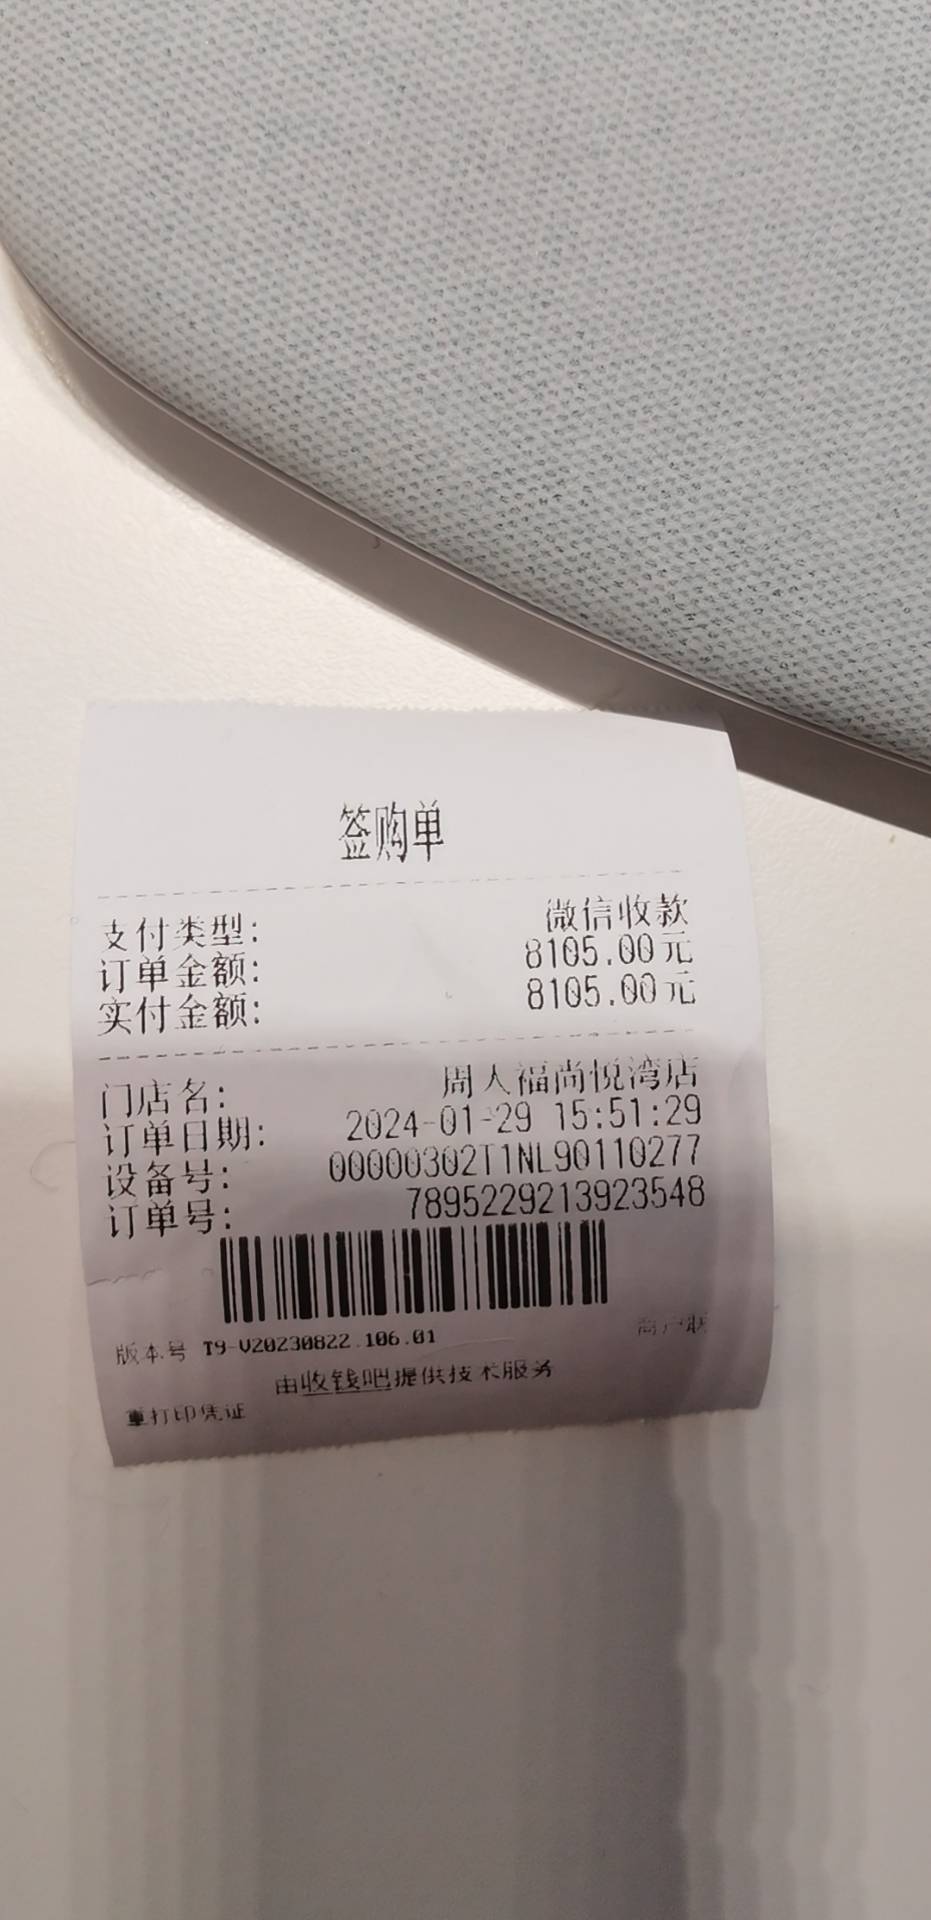 签购单
支付类型: 微信收款
订单金额: 8105.00元
实付金额: 8105.00元
门店名: 周人福尚悦湾店
订单日期: 2024-01-29 15:51:29
设备号: 00000302T1NL90110277
订单号: 7895229213923548
版本号 T9-V20230822.106.01 商户联
由收钱吧提供技术服务
重打印凭证